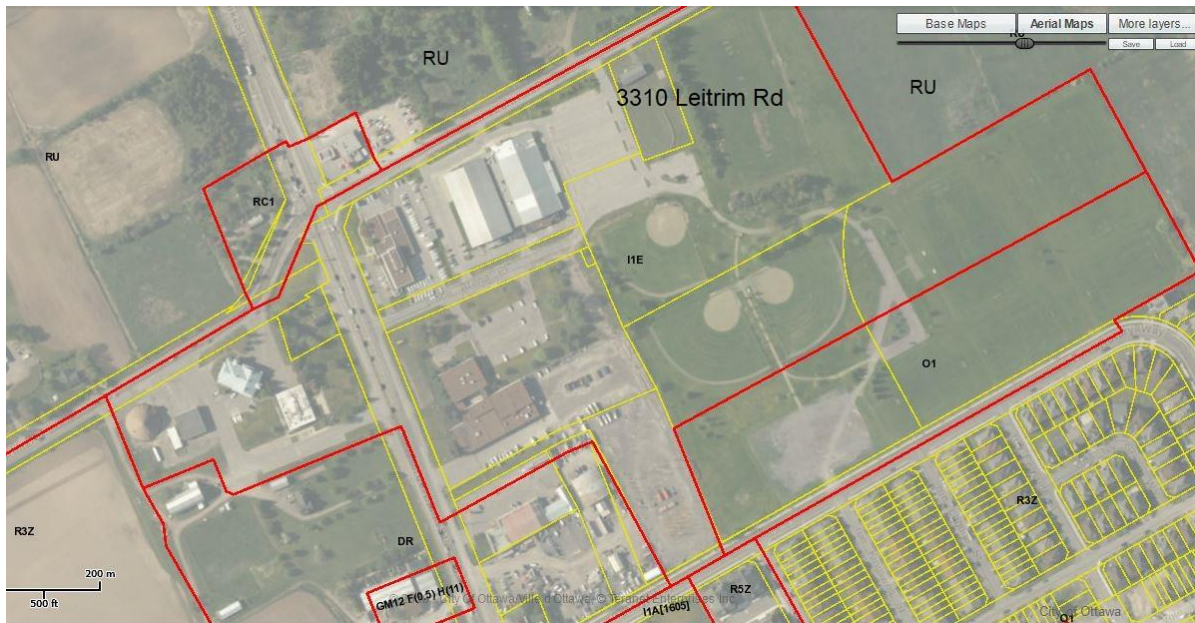 Base Maps
Aerial Maps
More layers...
RU
Save
Load
RU
3310 Leitrim Rd
RU
RU
RC1
I1E
O1
R3Z
R3Z
DR
200 m
500 ft
GM12 F(0.5) H(11)
City of Ottawa
Teranet Enterprises Inc
R5Z
I1A[1605]
City of Ottawa
O1